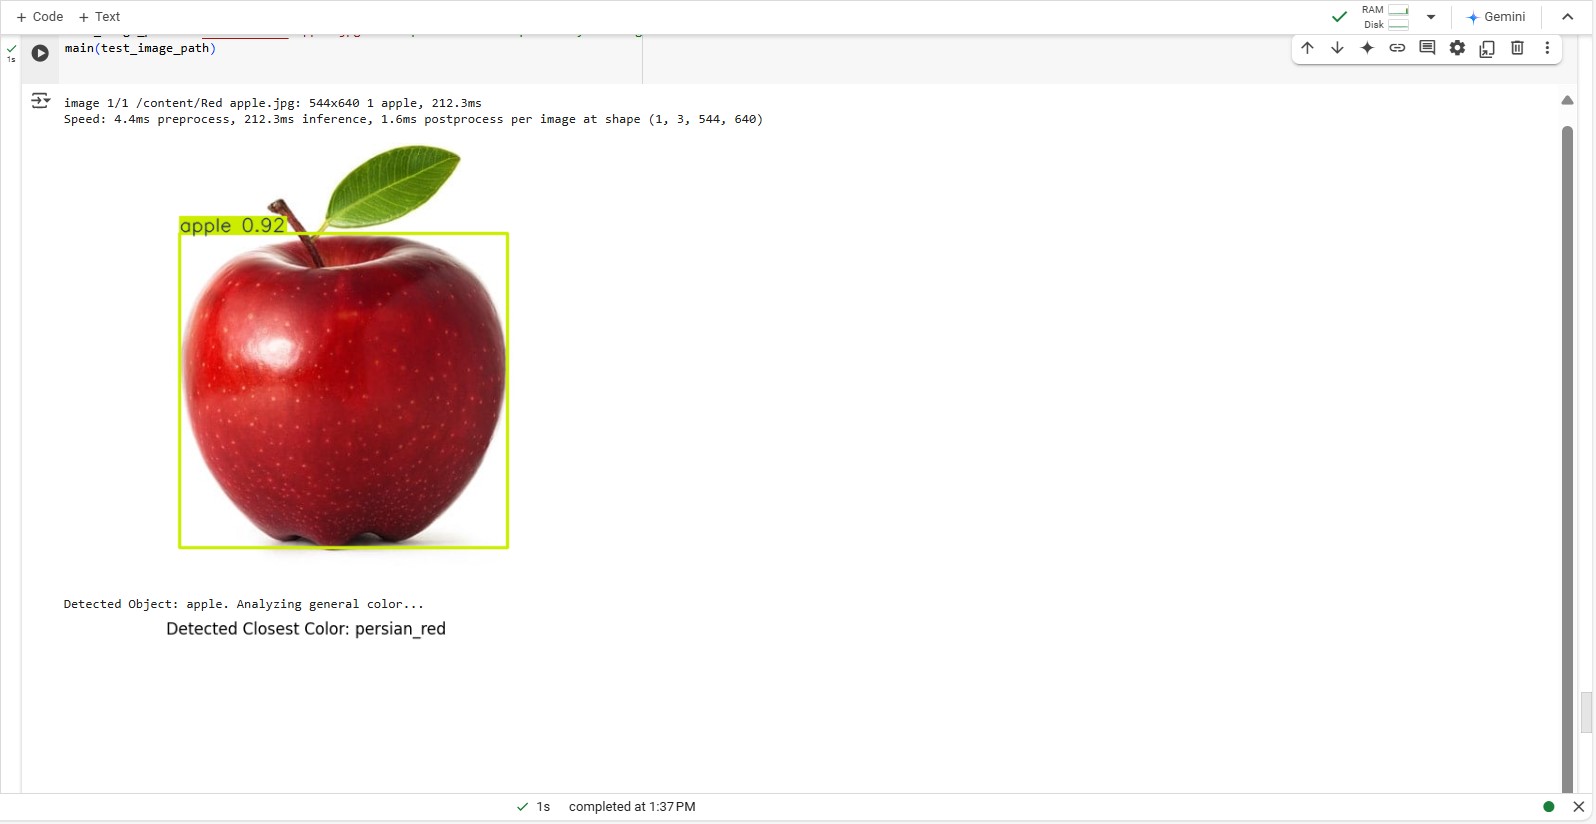 + Code + Text
RAM
Disk
Gemini
main(test_image_path)
1s
image 1/1 /content/Red apple.jpg: 544x640 1 apple, 212.3ms
Speed: 4.4ms preprocess, 212.3ms inference, 1.6ms postprocess per image at shape (1, 3, 544, 640)
apple 0.92
Detected Object: apple. Analyzing general color...
Detected Closest Color: persian_red
1s completed at 1:37 PM